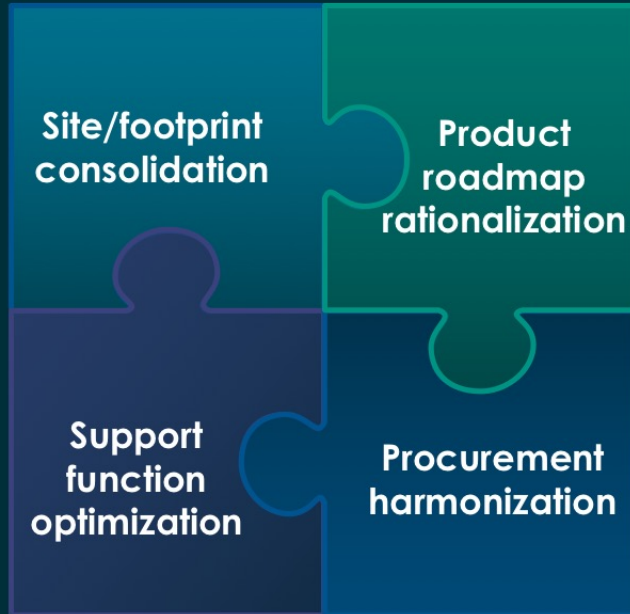 Site/footprint
consolidation
Product
roadmap
rationalization
Support
function
optimization
Procurement
harmonization